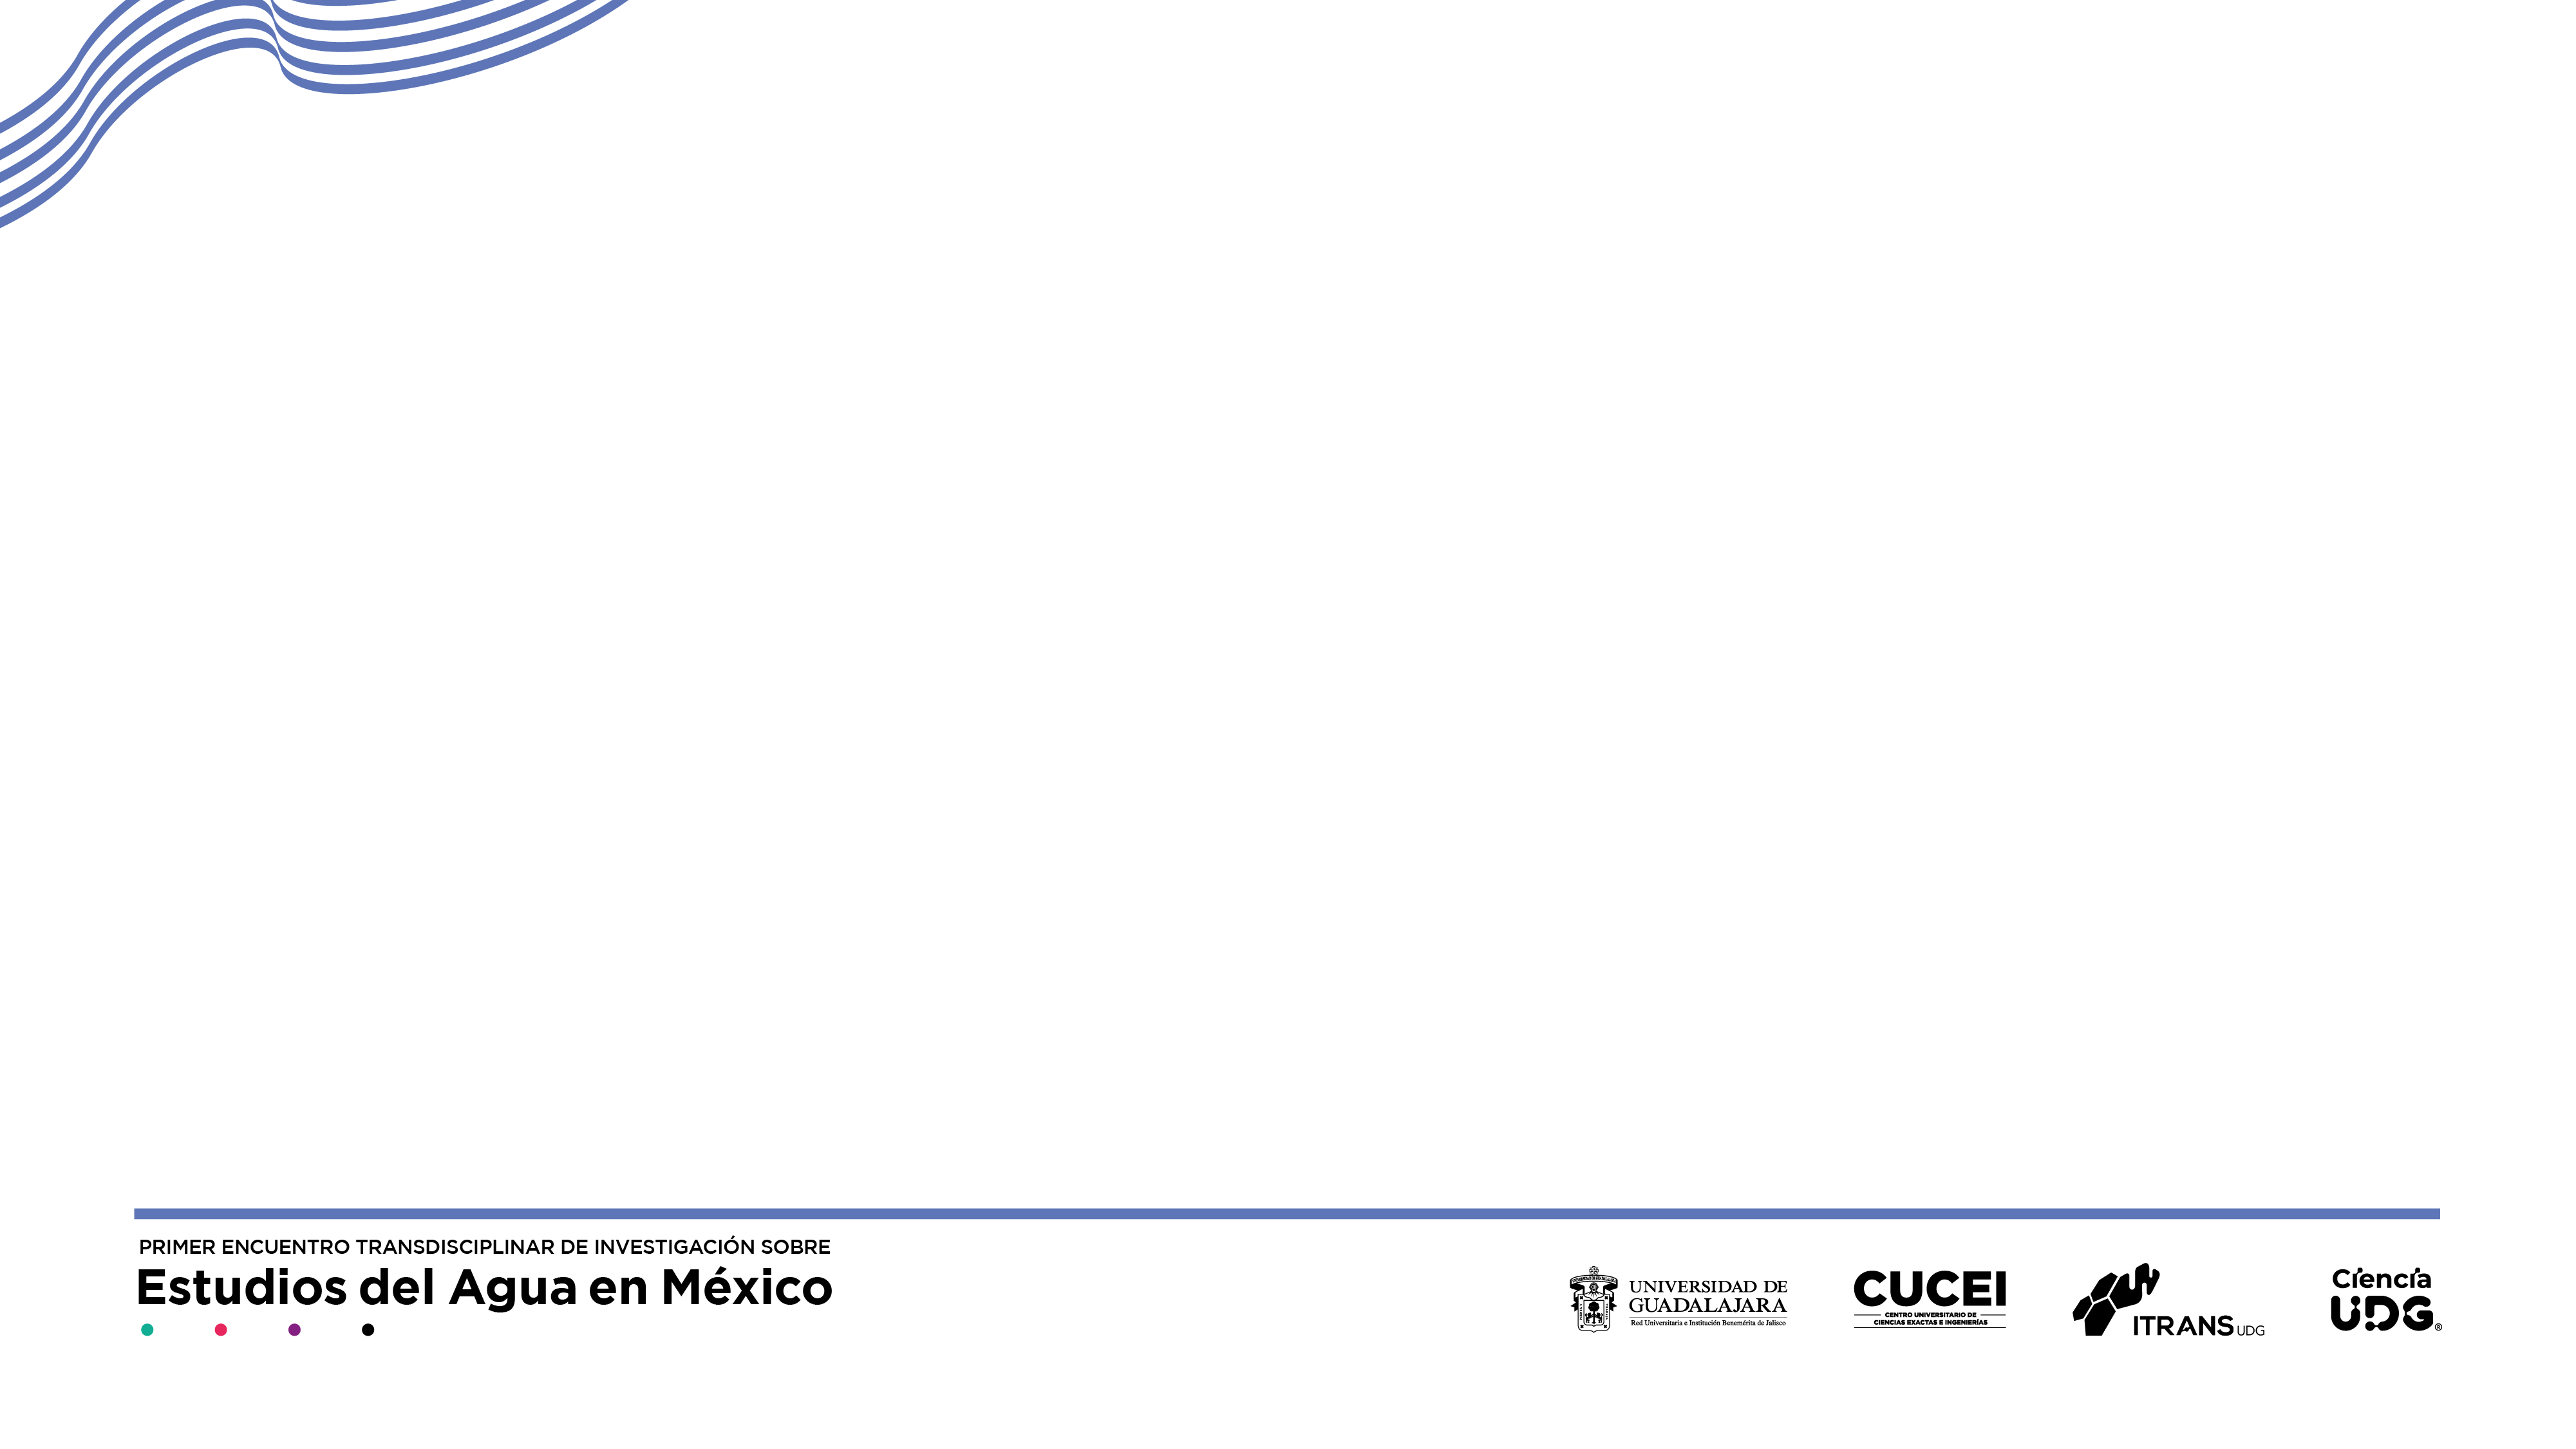 PRIMER ENCUENTRO TRANSDISCIPLINAR DE INVESTIGACIÓN SOBRE
Estudios del Agua en México
UNIVERSIDAD DE
GUADALAJARA
Red Universitaria e Institución Benemérita de Jalisco
CUCEI
CENTRO UNIVERSITARIO DE
CIENCIAS EXACTAS E INGENIERÍAS
ITRANS UDG
Ciencia
UDG®